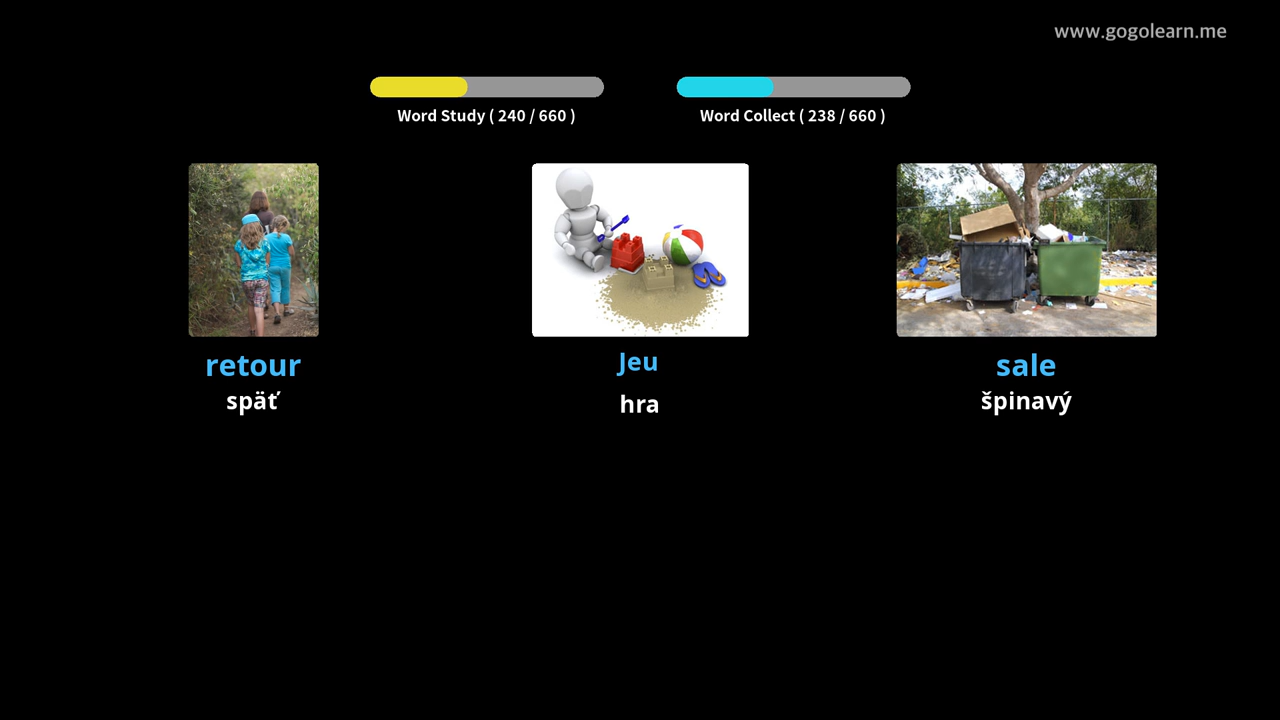 www.gogolearn.me
Word Study ( 240 / 660 )
Word Collect ( 238 / 660 )
retour
späť
Jeu
hra
sale
špinavý